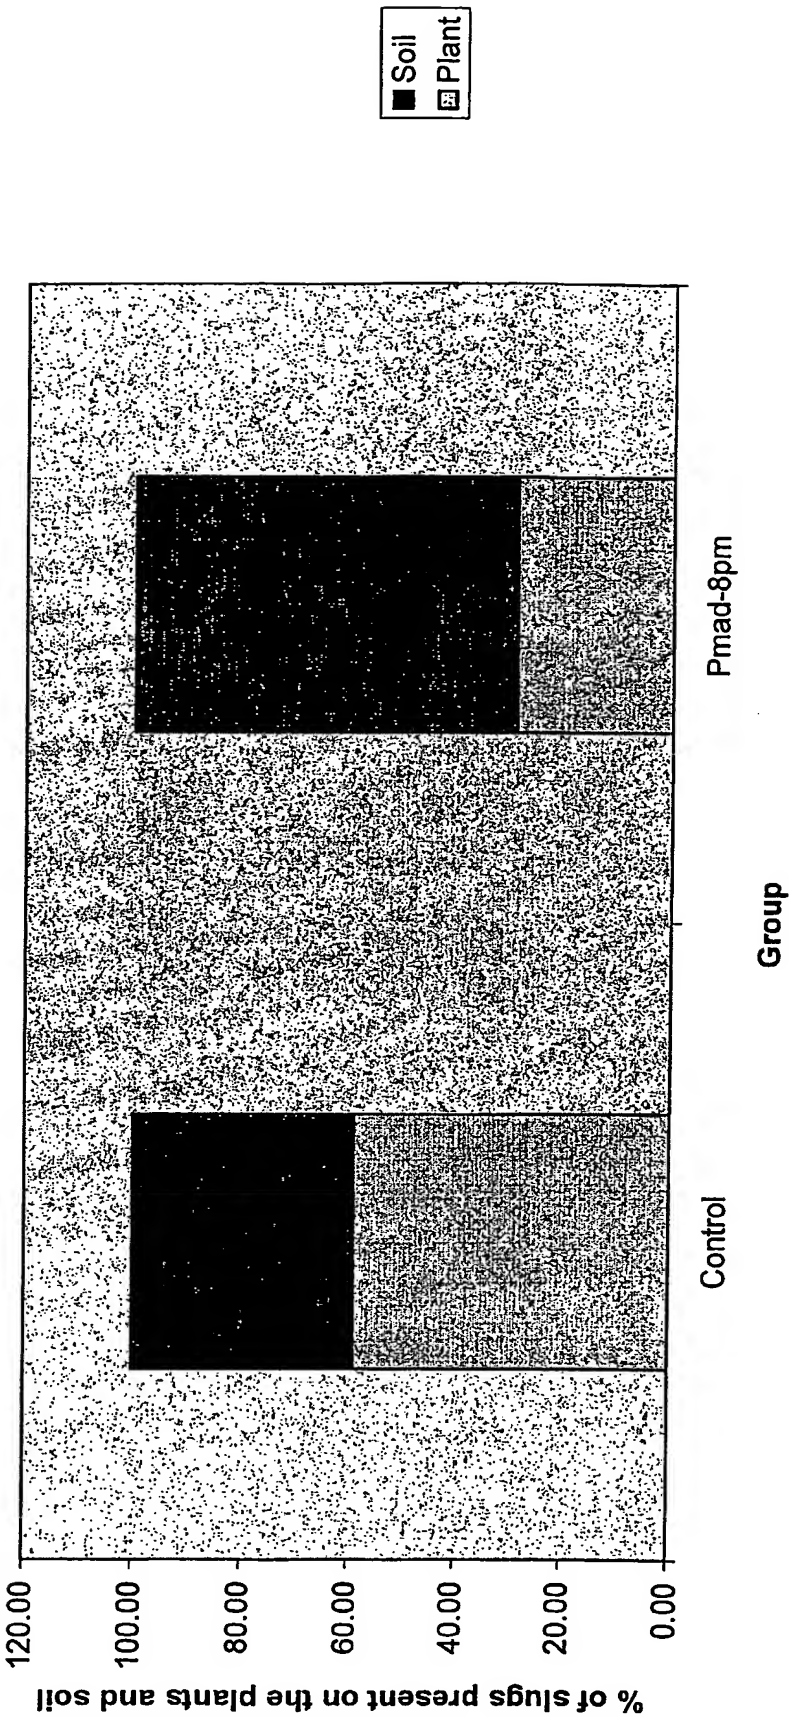 Soil
Plant
% of slugs present on the plants and soil
120.00
100.00
80.00
60.00
40.00
20.00
0.00
Control
Pmad-8pm
Group